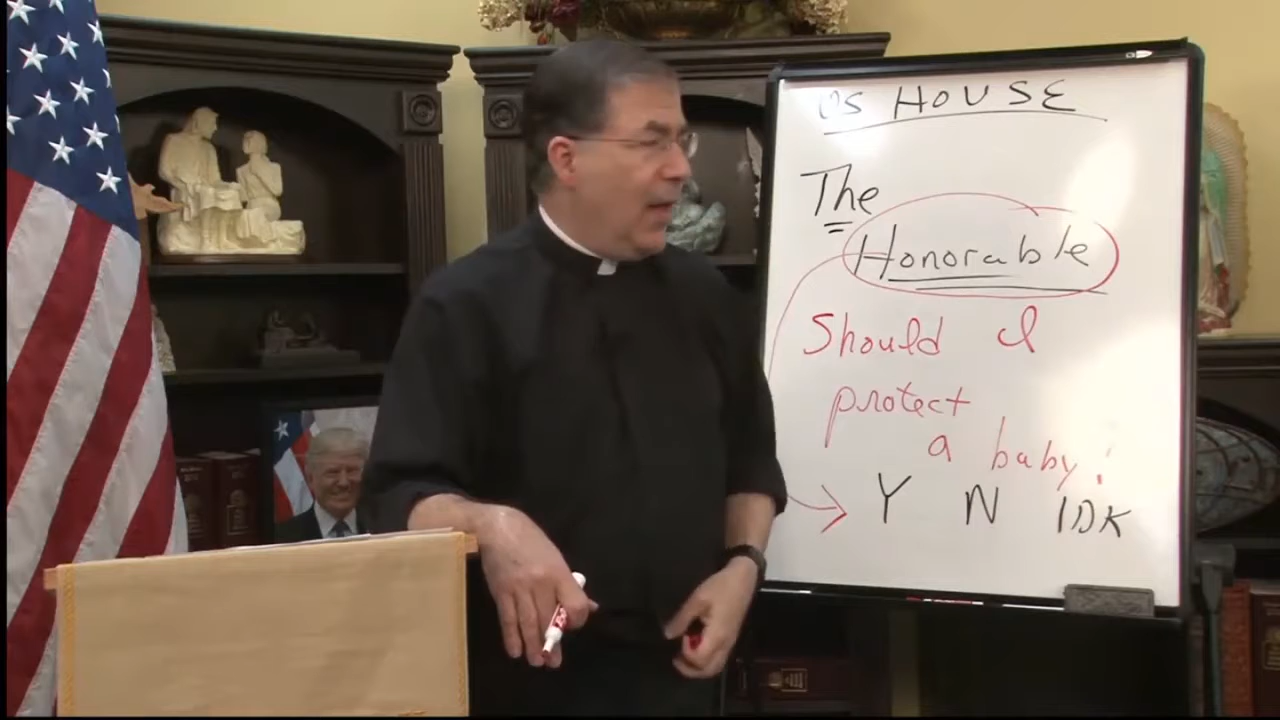 US HOUSE
The
Honorable
Should I
protect
a baby?
Y N IDK